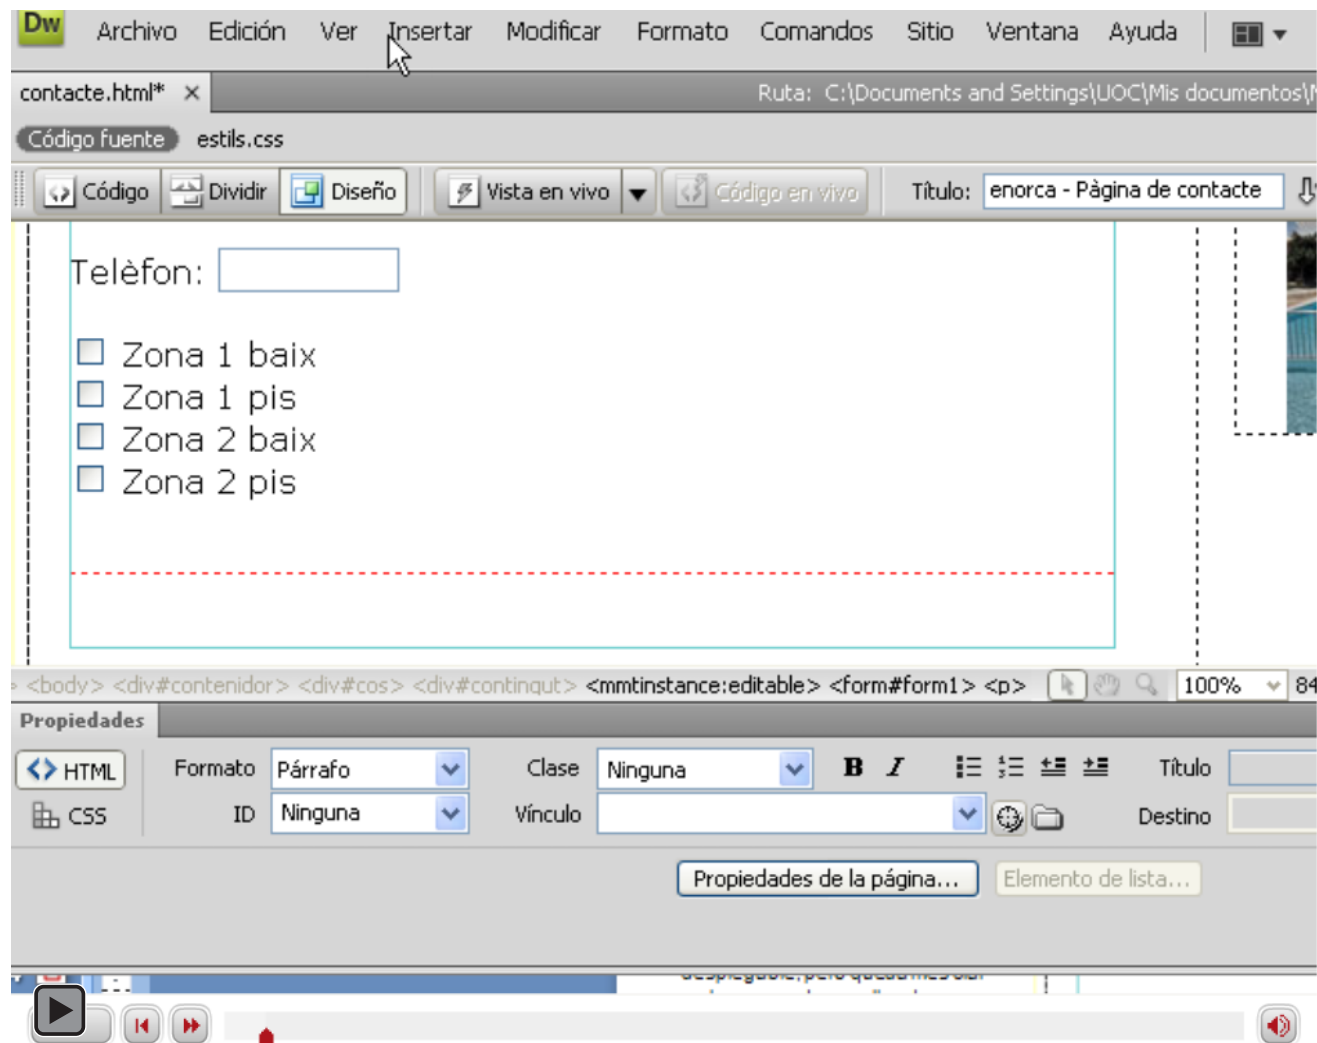 Dw Archivo Edición Ver Insertar Modificar Formato Comandos Sitio Ventana Ayuda
contacte.html* Ruta: C:\Documents and Settings\UOC\Mis documentos\
Código fuente estils.css
Código Dividir Diseño Vista en vivo Código en vivo Título: enorca - Pàgina de contacte
Telèfon:
Zona 1 baix
Zona 1 pis
Zona 2 baix
Zona 2 pis
<body> <div#contenidor> <div#cos> <div#contingut> <mmtinstance:editable> <form#form1> <p> 100% 84
Propiedades
HTML Formato Párrafo Clase Ninguna B I Título
CSS ID Ninguna Vínculo Destino
Propiedades de la página... Elemento de lista...